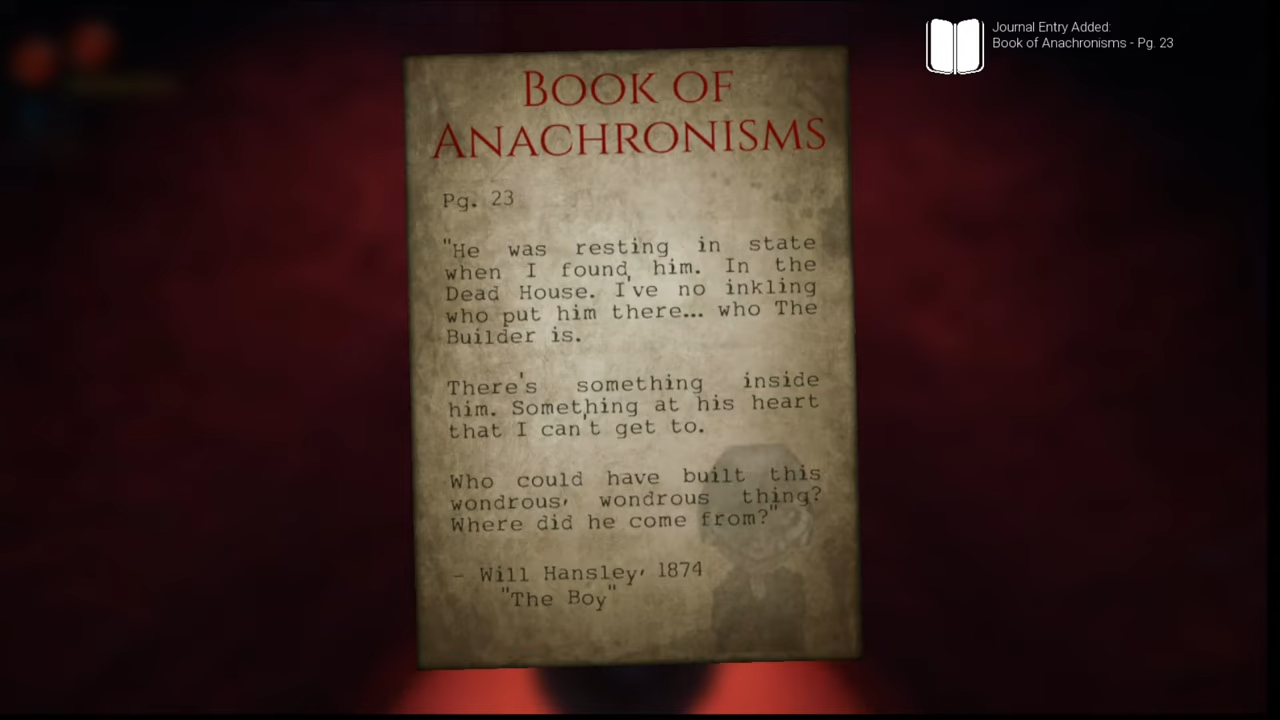 Journal Entry Added:
Book of Anachronisms - Pg. 23
BOOK OF
ANACHRONISMS
Pg. 23
"He was resting in state
when I found him. In the
Dead House. I've no inkling
who put him there... who The
Builder is.
There's something inside
him. Something at his heart
that I can't get to.
Who could have built this
wondrous, wondrous thing?
Where did he come from?"
- Will Hansley, 1874
"The Boy"